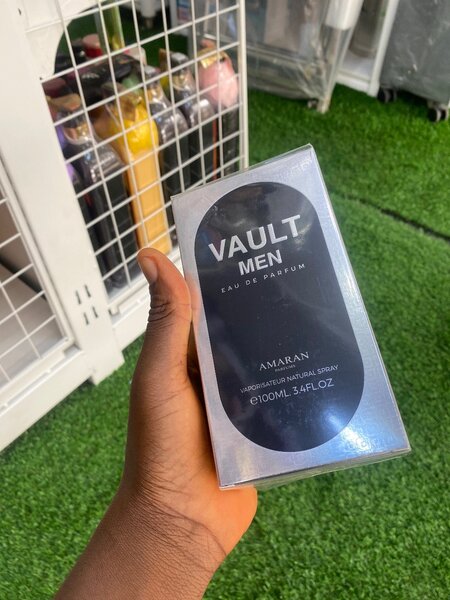 VAULT
MEN
EAU DE PARFUM
AMARAN
PARFUMS
VAPORISATEUR NATURAL SPRAY
℮100ML. 3.4FL.OZ